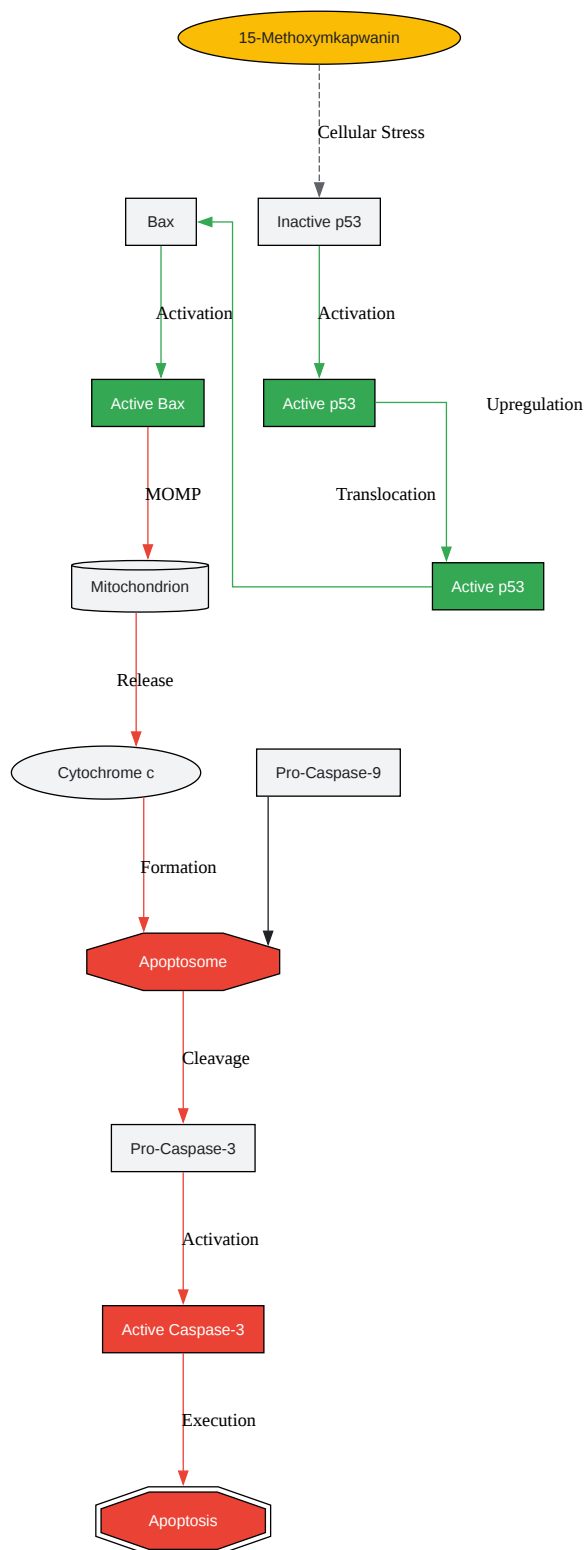 15-Methoxymkapwanin
Cellular Stress
Bax
Inactive p53
Activation
Activation
Active Bax
Active p53
Upregulation
MOMP
Translocation
Mitochondrion
Active p53
Release
Cytochrome c
Pro-Caspase-9
Formation
Apoptosome
Cleavage
Pro-Caspase-3
Activation
Active Caspase-3
Execution
Apoptosis